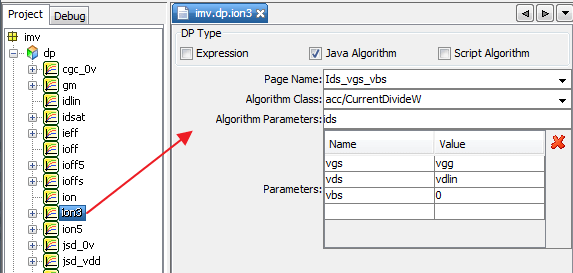 Project Debug
imv
dp
cgc_0v
gm
idlin
idsat
ieff
ioff
ioff5
ioffs
ion
ion3
ion5
jsd_0v
jsd_vdd
imv.dp.ion3
DP Type
Expression Java Algorithm Script Algorithm
Page Name: Ids_vgs_vbs
Algorithm Class: acc/CurrentDivideW
Algorithm Parameters: ids
Parameters:
Name Value
vgs vgg
vds vdlin
vbs 0